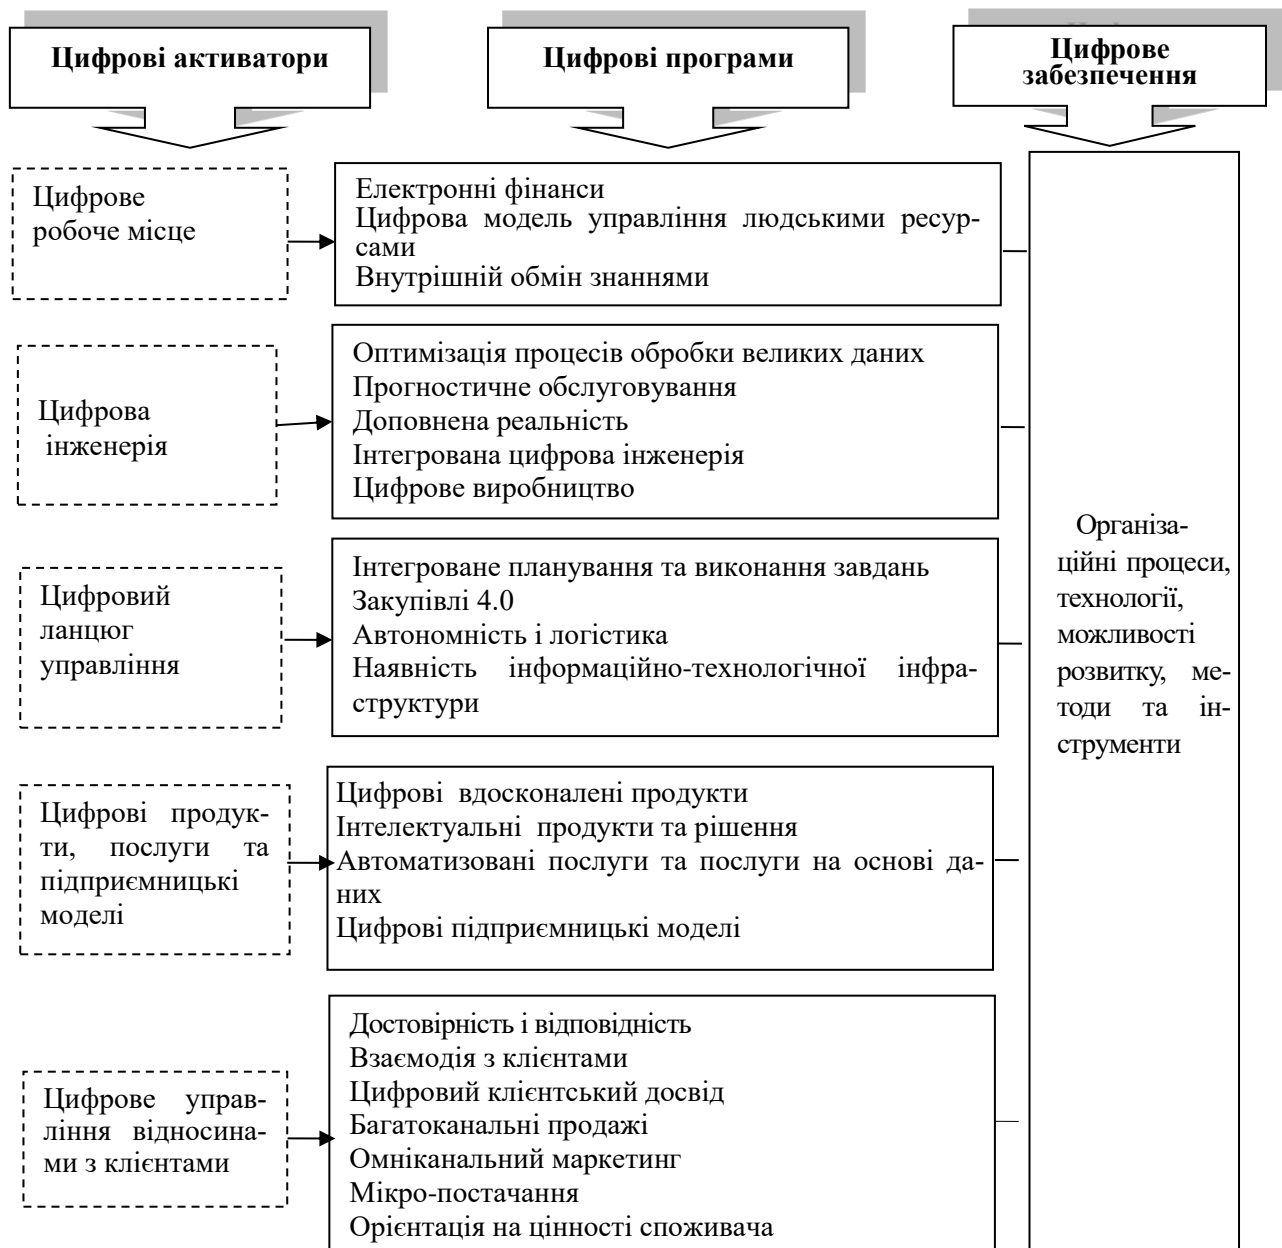 Цифрові активатори
Цифрові програми
Цифрове
забезпечення
Цифрове
робоче місце
Електронні фінанси
Цифрова модель управління людськими ресур-
сами
Внутрішній обмін знаннями
Цифрова
інженерія
Оптимізація процесів обробки великих даних
Прогностичне обслуговування
Доповнена реальність
Інтегрована цифрова інженерія
Цифрове виробництво
Цифровий
ланцюг
управління
Інтегроване планування та виконання завдань
Закупівлі 4.0
Автономність і логістика
Наявність інформаційно-технологічної інфра-
структури
Цифрові продук-
ти, послуги та
підприємницькі
моделі
Цифрові вдосконалені продукти
Інтелектуальні продукти та рішення
Автоматизовані послуги та послуги на основі да-
них
Цифрові підприємницькі моделі
Цифрове управ-
ління відносина-
ми з клієнтами
Достовірність і відповідність
Взаємодія з клієнтами
Цифровий клієнтський досвід
Багатоканальні продажі
Омніканальний маркетинг
Мікро-постачання
Орієнтація на цінності споживача
Організа-
ційні процеси,
технології,
можливості
розвитку, ме-
тоди та ін-
струменти